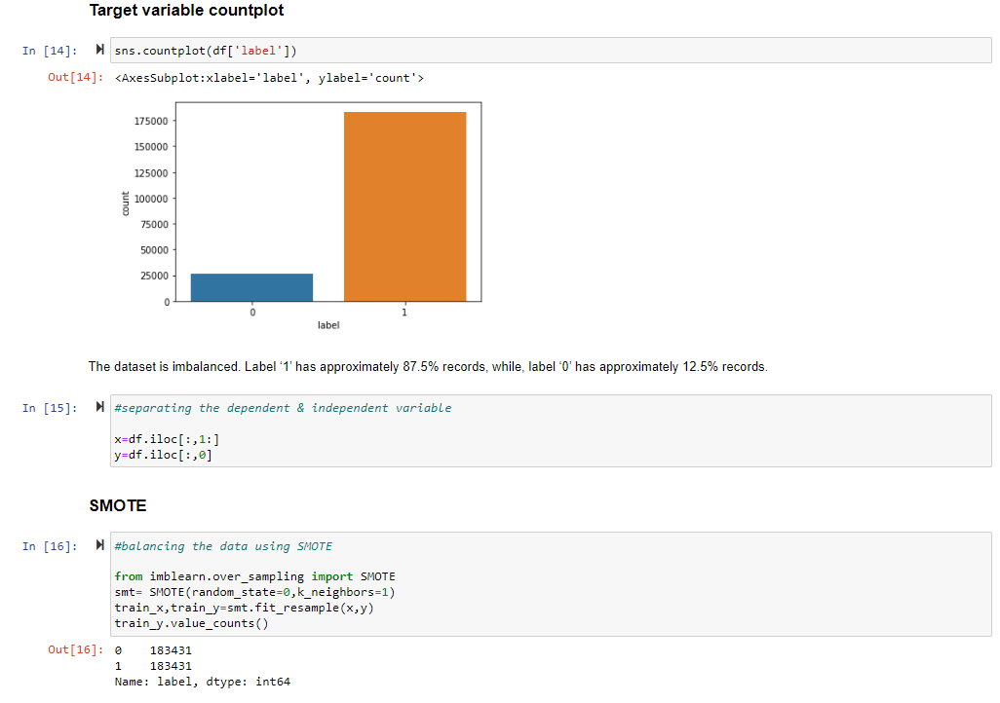 Target variable countplot
In [14]: sns.countplot(df['label'])
Out[14]: <AxesSubplot:xlabel='label', ylabel='count'>
175000
150000
125000
100000
75000
50000
25000
0
count
0 1
label
The dataset is imbalanced. Label ‘1’ has approximately 87.5% records, while, label ‘0’ has approximately 12.5% records.
In [15]: #separating the dependent & independent variable
x=df.iloc[:,1:]
y=df.iloc[:,0]
SMOTE
In [16]: #balancing the data using SMOTE
from imblearn.over_sampling import SMOTE
smt= SMOTE(random_state=0,k_neighbors=1)
train_x,train_y=smt.fit_resample(x,y)
train_y.value_counts()
Out[16]: 0    183431
1    183431
Name: label, dtype: int64